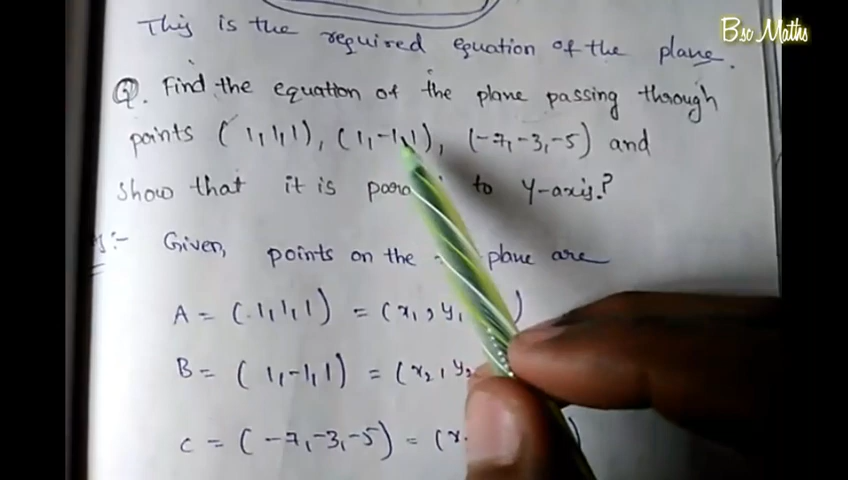 Bsc Maths
This is the required equation of the plane.
Q. Find the equation of the plane passing through
points (1,1,1), (1,-1,1), (-7,-3,-5) and
show that it is to Y-axis?
:- Given, points on the plane are
A = (1,1,1) = (x₁, y₁ )
B = (1,-1,1) = (x₂, y₂
C = (-7,-3,-5) = (x )